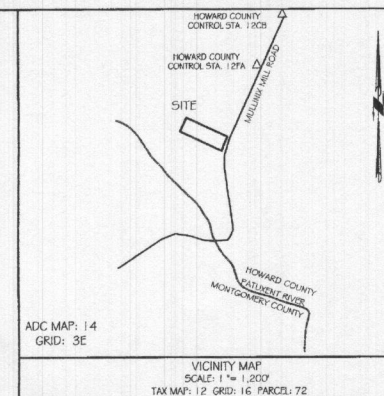 HOWARD COUNTY
CONTROL STA. 12CB
HOWARD COUNTY
CONTROL STA. 12FA
MULLINIX MILL ROAD
SITE
N
HOWARD COUNTY
PATUXENT RIVER
MONTGOMERY COUNTY
ADC MAP: 14
GRID: 3E
VICINITY MAP
SCALE: 1"= 1,200'
TAX MAP: 12 GRID: 16 PARCEL: 72